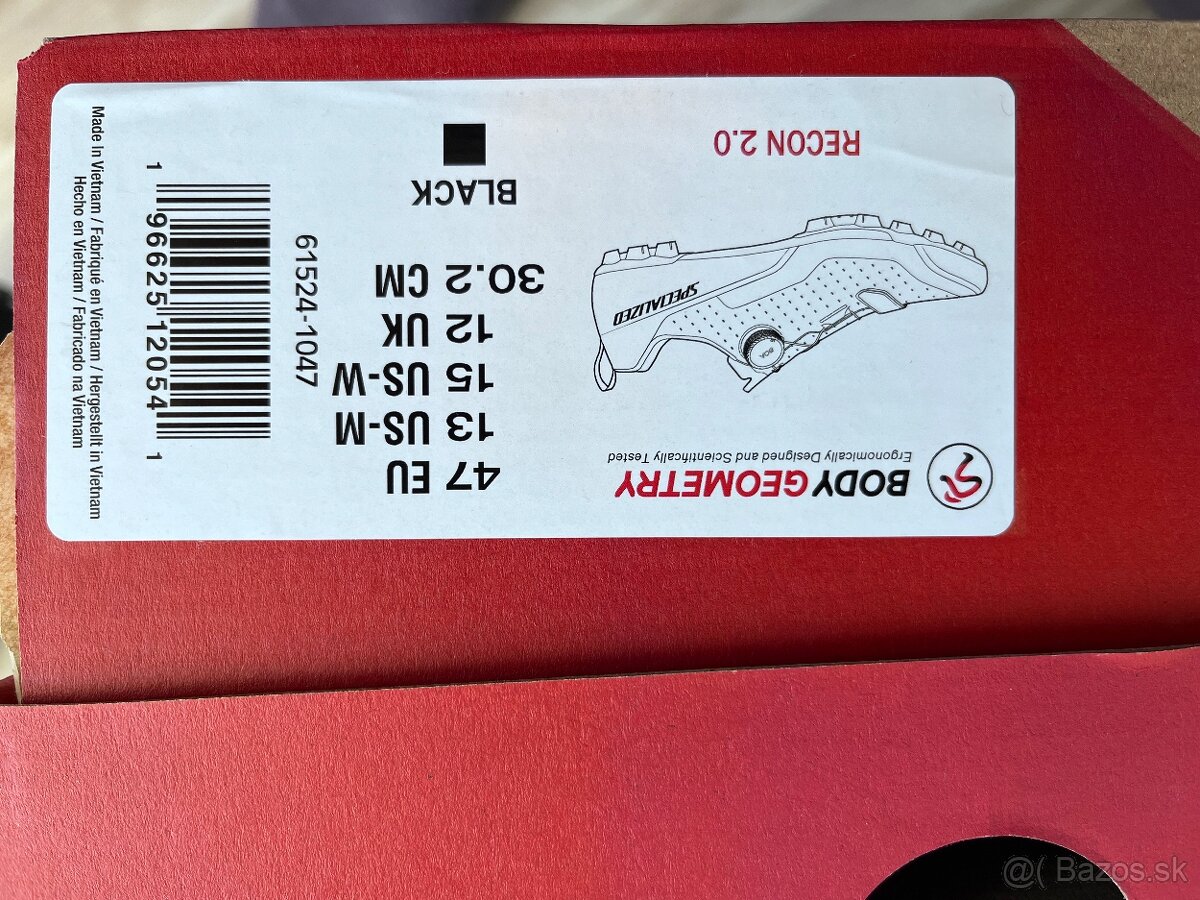 BODY GEOMETRY
Ergonomically Designed and Scientifically Tested
SPECIALIZED
BOA
RECON 2.0
47 EU
13 US-M
15 US-W
12 UK
30.2 CM
BLACK
61524-1047
1 96625 12054 1
Made In Vietnam / Fabriqué en Vietnam / Hergestellt in Vietnam
Hecho en Vietnam / Fabricado na Vietnam
@( Bazos.sk